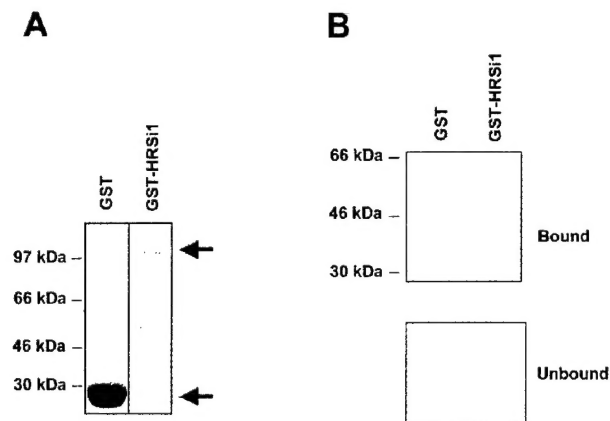 A
GST
GST-HRSi1
97 kDa
66 kDa
46 kDa
30 kDa
B
GST
GST-HRSi1
66 kDa
46 kDa
30 kDa
Bound
Unbound